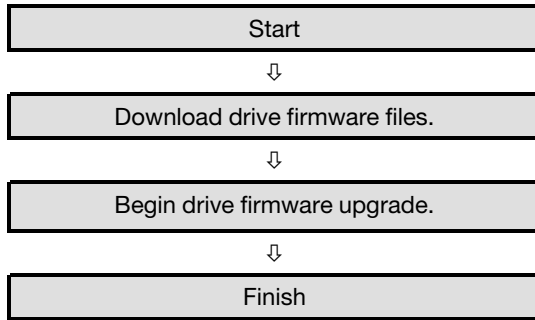 Start
⇩
Download drive firmware files.
⇩
Begin drive firmware upgrade.
⇩
Finish